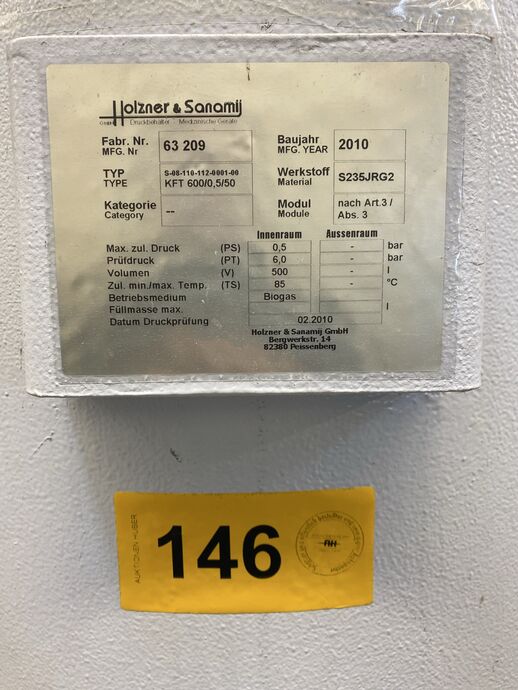 Holzner & Sanamij
GmbH Druckbehälter - Medizinische Geräte
Fabr. Nr. 63 209 Baujahr 2010
MFG. Nr MFG. YEAR
TYP S-08-110-112-0001-00 Werkstoff S235JRG2
TYPE KFT 600/0,5/50 Material
Kategorie -- Modul nach Art.3 /
Category Module Abs. 3
Innenraum Aussenraum
Max. zul. Druck (PS) 0,5 - bar
Prüfdruck (PT) 6,0 - bar
Volumen (V) 500 - l
Zul. min./max. Temp. (TS) 85 - °C
Betriebsmedium Biogas
Füllmasse max. l
Datum Druckprüfung 02.2010
Holzner & Sanamij GmbH
Bergwerkstr. 14
82380 Peissenberg
AUKTIONEN HUBER
146